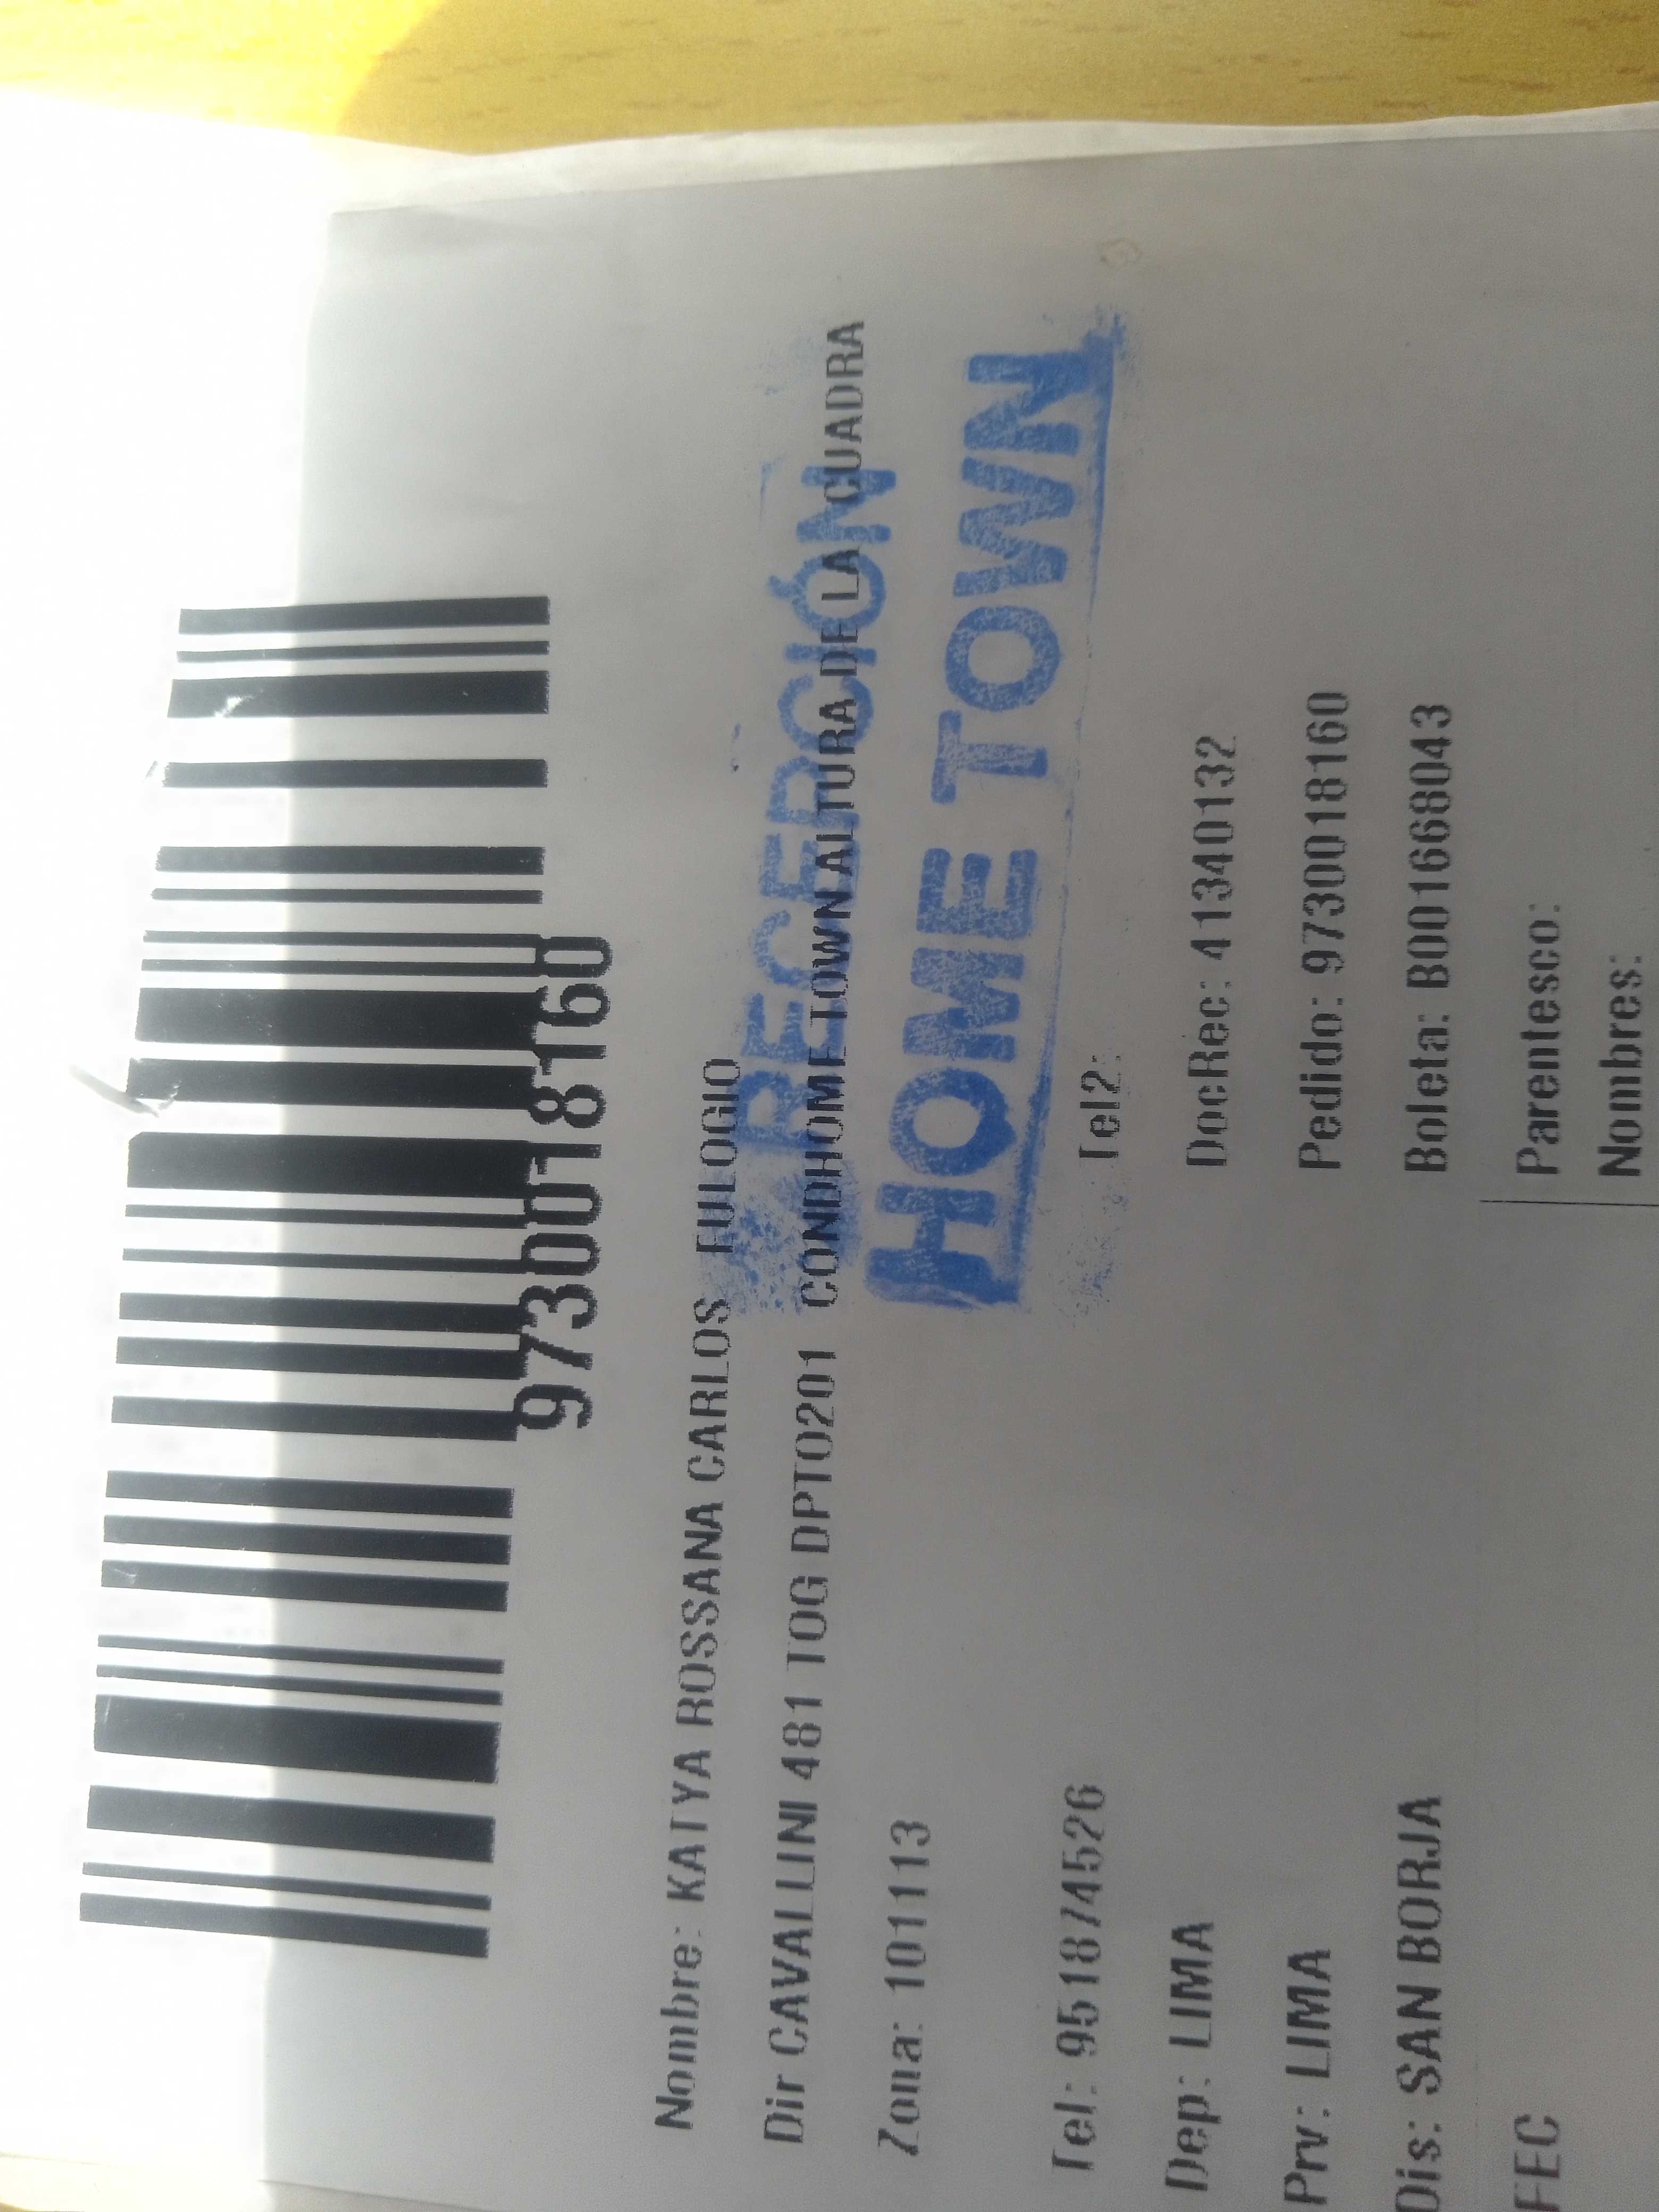 9730018160
Nombre: KATYA ROSSANA CARLOS EULOGIO
Dir CAVALLINI 481 TOG DPTO201 CONDHOME TOWN.ALTURA DE LA CUADRA
RECEPCIÓN
HOME TOWN
Zona: 101113
Tel: 951874526 Tel2:
Dep: LIMA DocRec: 41340132
Prv: LIMA Pedido: 9730018160
Dis: SAN BORJA Boleta: B001668043
FEC Parentesco:
Nombres: